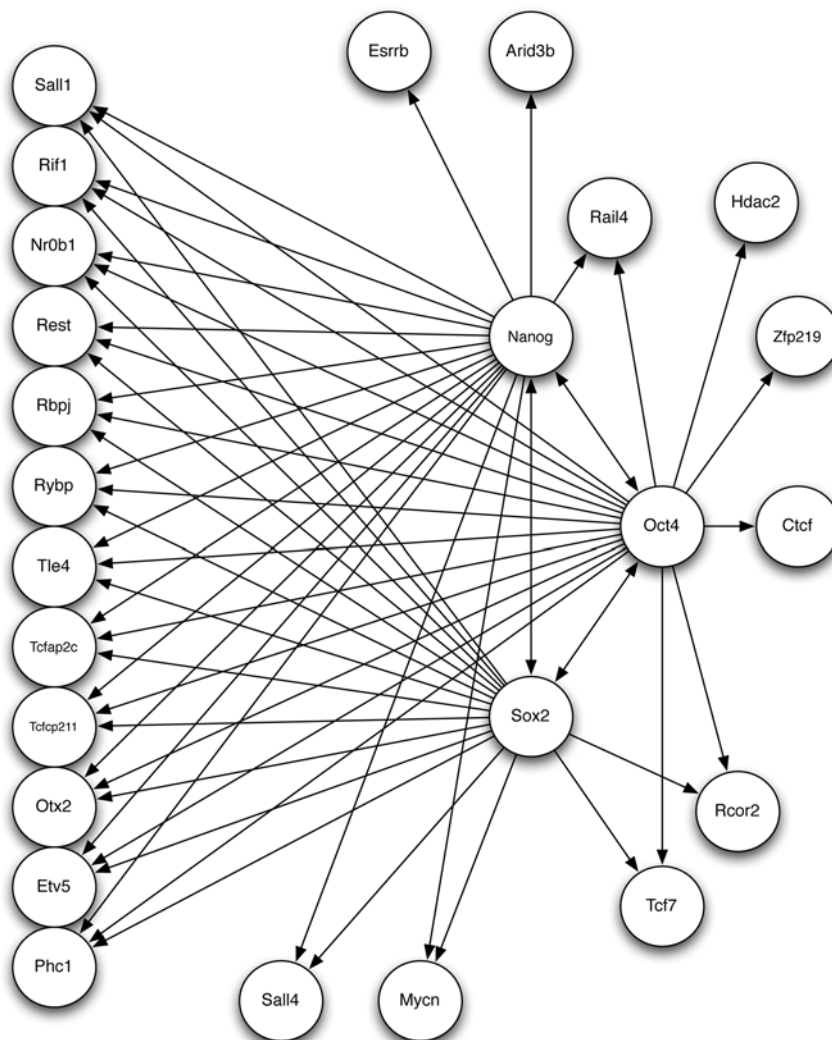 Esrrb
Arid3b
Sall1
Rif1
Rail4
Hdac2
Nr0b1
Rest
Nanog
Zfp219
Rbpj
Rybp
Oct4
Ctcf
Tle4
Tcfap2c
Sox2
Tcfcp211
Otx2
Rcor2
Etv5
Tcf7
Phc1
Sall4
Mycn